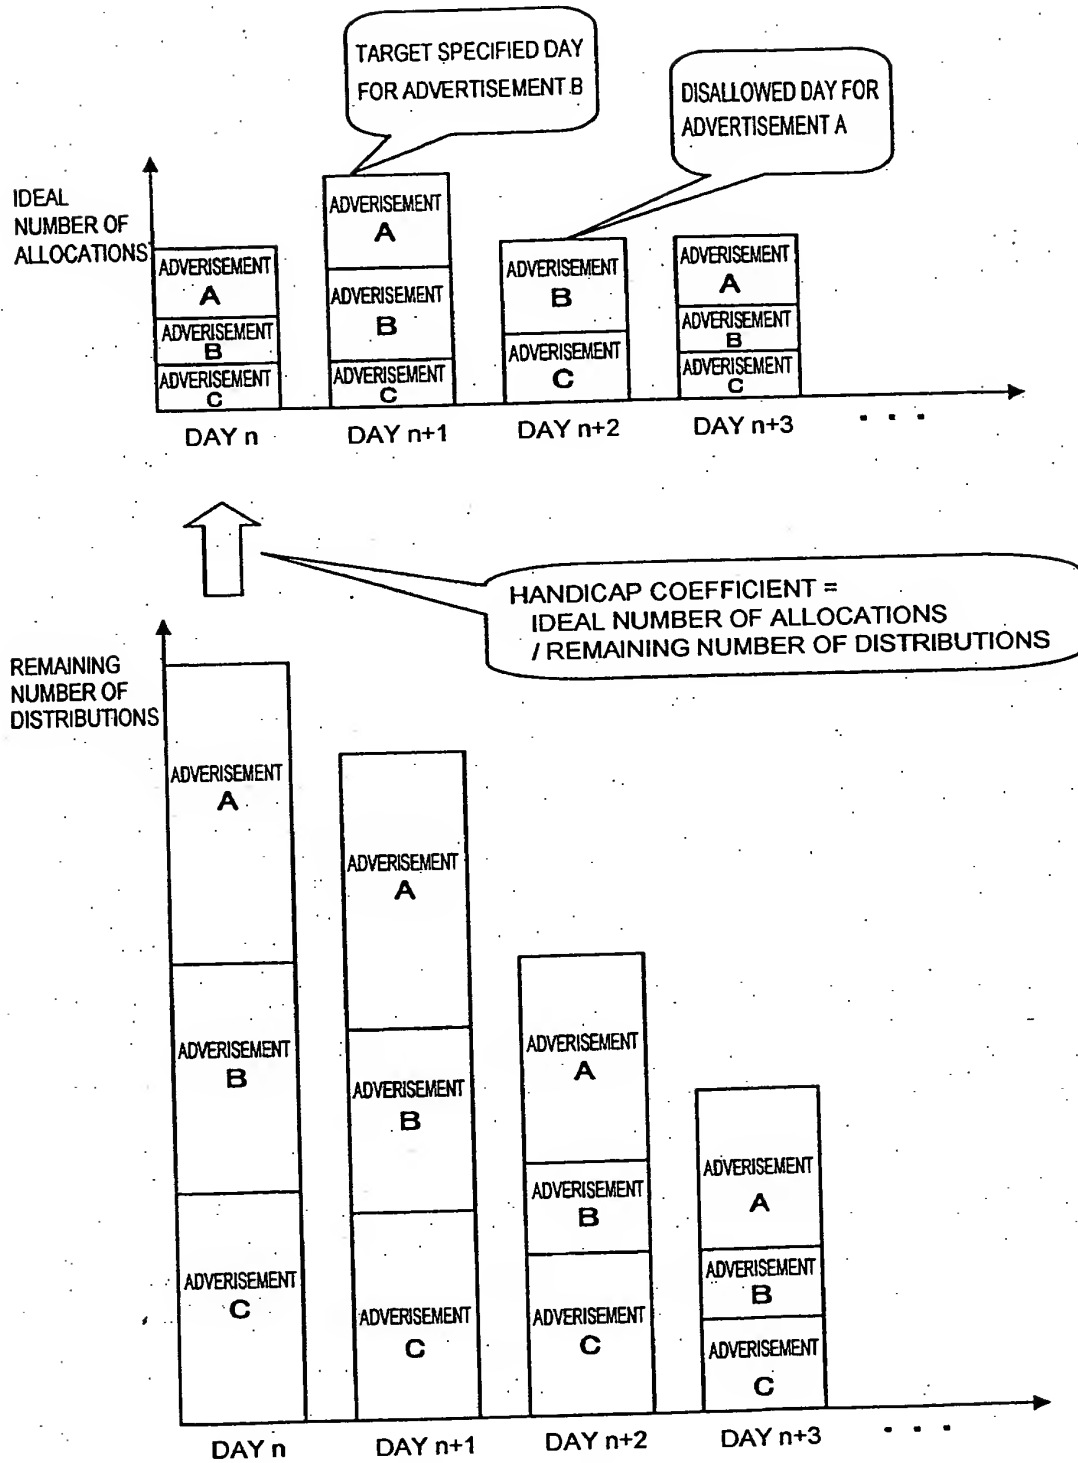 TARGET SPECIFIED DAY
FOR ADVERTISEMENT B
DISALLOWED DAY FOR
ADVERTISEMENT A
IDEAL
NUMBER OF
ALLOCATIONS
ADVERISEMENT
A
ADVERISEMENT
B
ADVERISEMENT
C
ADVERISEMENT
A
ADVERISEMENT
B
ADVERISEMENT
C
ADVERISEMENT
B
ADVERISEMENT
C
ADVERISEMENT
A
ADVERISEMENT
B
ADVERISEMENT
C
DAY n
DAY n+1
DAY n+2
DAY n+3
. . .
HANDICAP COEFFICIENT =
IDEAL NUMBER OF ALLOCATIONS
/ REMAINING NUMBER OF DISTRIBUTIONS
REMAINING
NUMBER OF
DISTRIBUTIONS
ADVERISEMENT
A
ADVERISEMENT
B
ADVERISEMENT
C
ADVERISEMENT
A
ADVERISEMENT
B
ADVERISEMENT
C
ADVERISEMENT
A
ADVERISEMENT
B
ADVERISEMENT
C
ADVERISEMENT
A
ADVERISEMENT
B
ADVERISEMENT
C
DAY n
DAY n+1
DAY n+2
DAY n+3
. . .